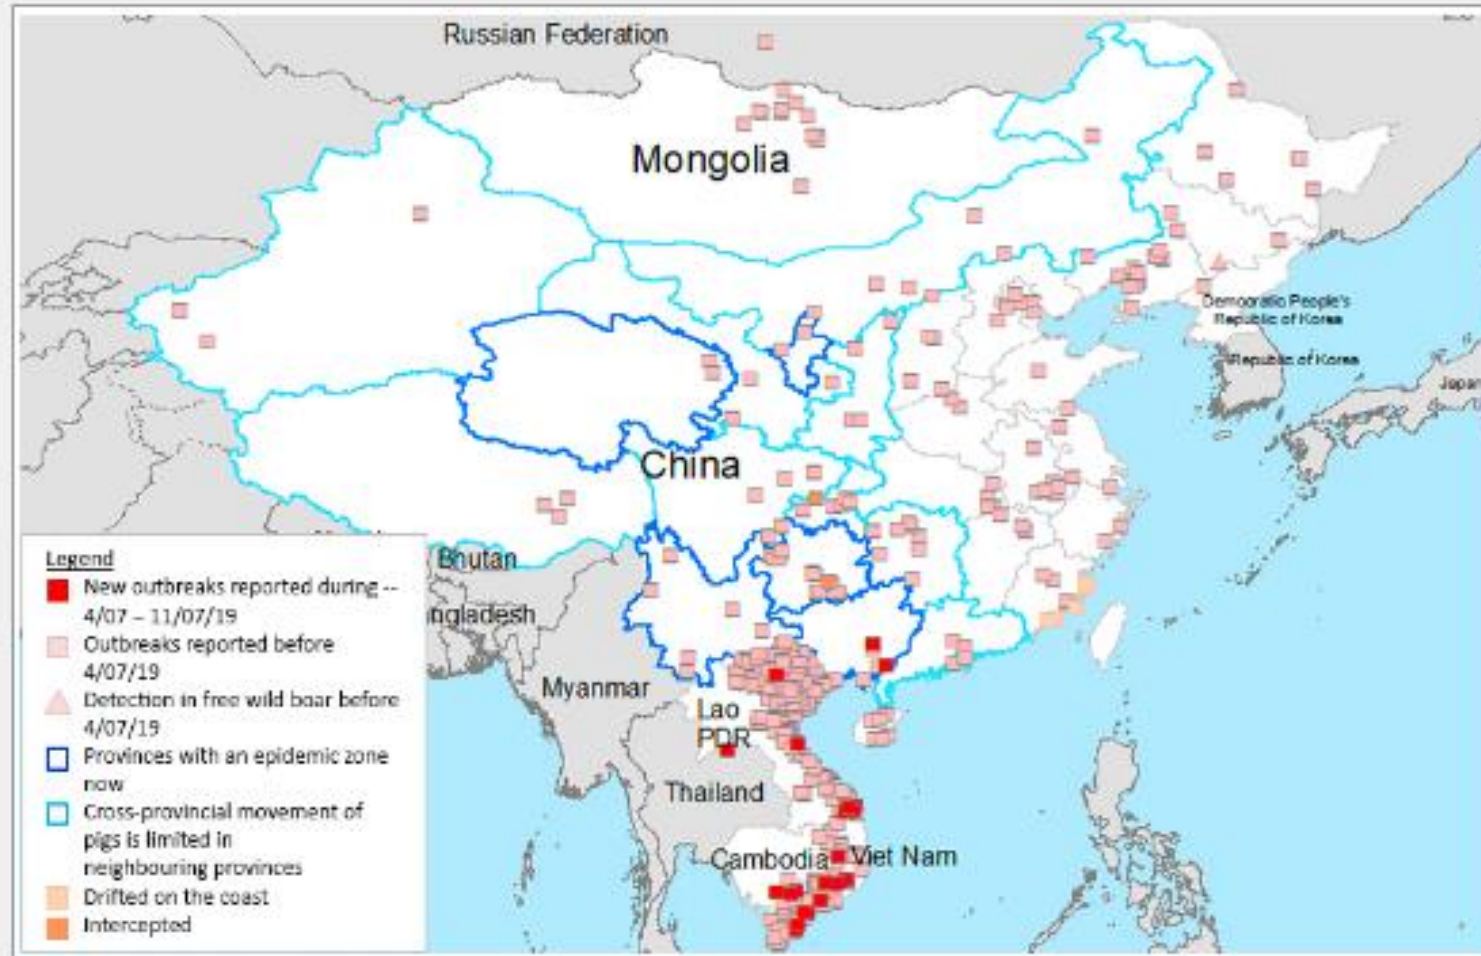 Russian Federation
Mongolia
Democratic People's
Republic of Korea
Republic of Korea
Japan
China
Bhutan
ngladesh
Myanmar
Lao
PDR
Thailand
Cambodia
Viet Nam
Legend
New outbreaks reported during --
4/07 – 11/07/19
Outbreaks reported before
4/07/19
Detection in free wild boar before
4/07/19
Provinces with an epidemic zone
now
Cross-provincial movement of
pigs is limited in
neighbouring provinces
Drifted on the coast
Intercepted